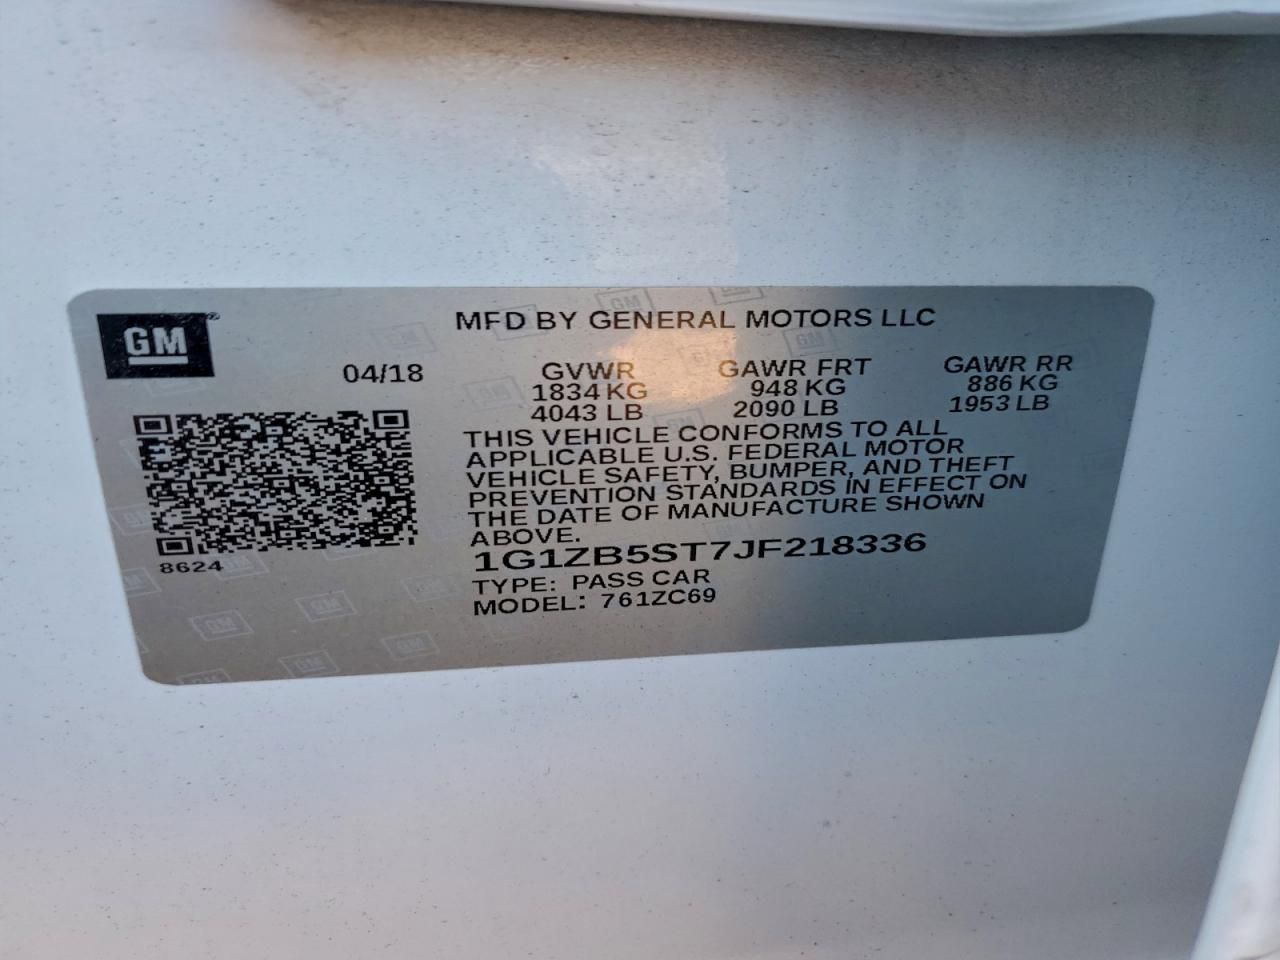 GM
MFD BY GENERAL MOTORS LLC
04/18 GVWR GAWR FRT GAWR RR
1834 KG 948 KG 886 KG
4043 LB 2090 LB 1953 LB
THIS VEHICLE CONFORMS TO ALL
APPLICABLE U.S. FEDERAL MOTOR
VEHICLE SAFETY, BUMPER, AND THEFT
PREVENTION STANDARDS IN EFFECT ON
THE DATE OF MANUFACTURE SHOWN
ABOVE.
8624
1G1ZB5ST7JF218336
TYPE: PASS CAR
MODEL: 761ZC69